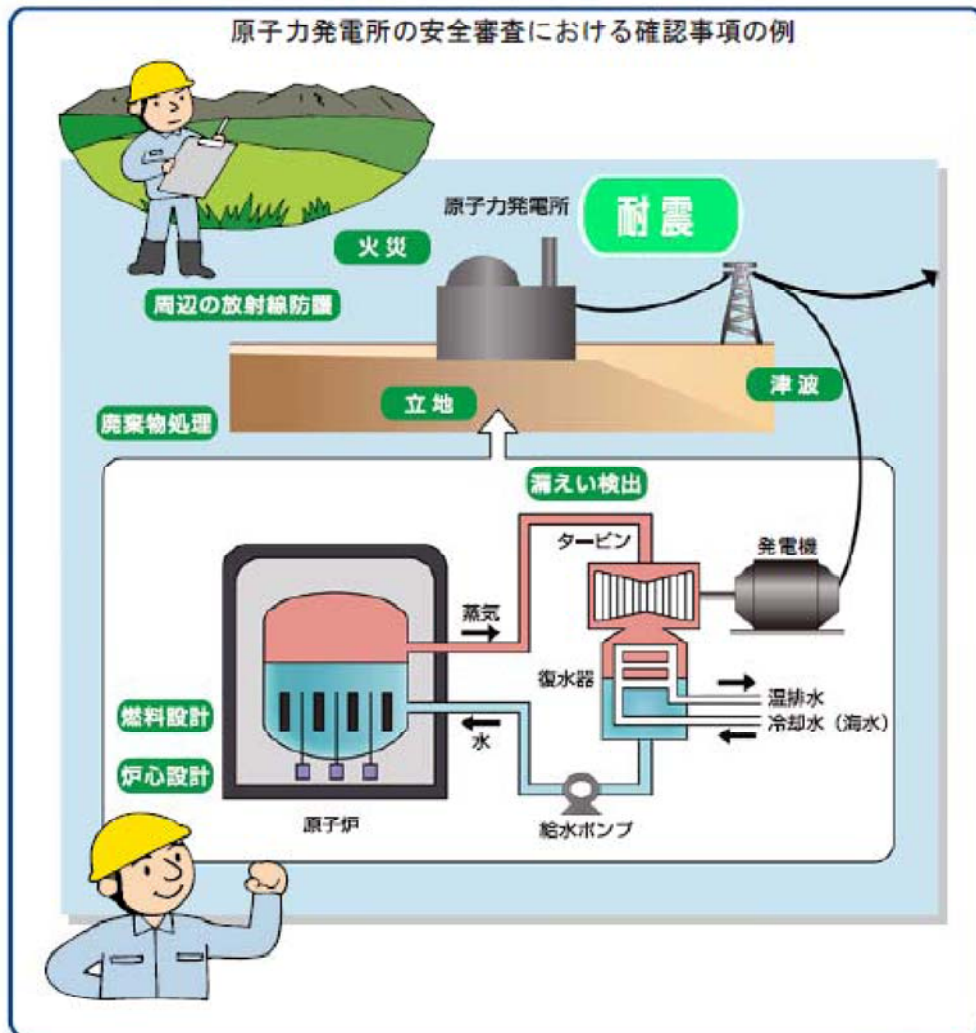 原子力発電所の安全審査における確認事項の例
原子力発電所
耐震
火災
周辺の放射線防護
立地
津波
廃棄物処理
漏えい検出
タービン
発電機
蒸気
復水器
温排水
冷却水（海水）
燃料設計
水
炉心設計
原子炉
給水ポンプ